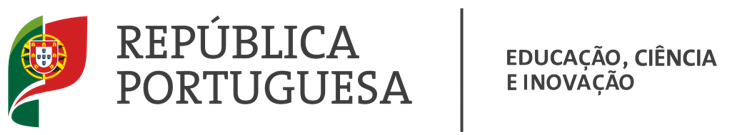 REPÚBLICA
PORTUGUESA
EDUCAÇÃO, CIÊNCIA
E INOVAÇÃO